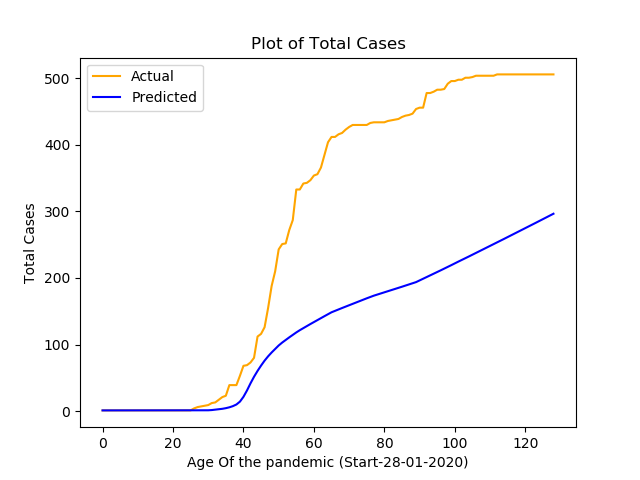 Plot of Total Cases
Actual
Predicted
500
400
300
200
100
0
Total Cases
0 20 40 60 80 100 120
Age Of the pandemic (Start-28-01-2020)